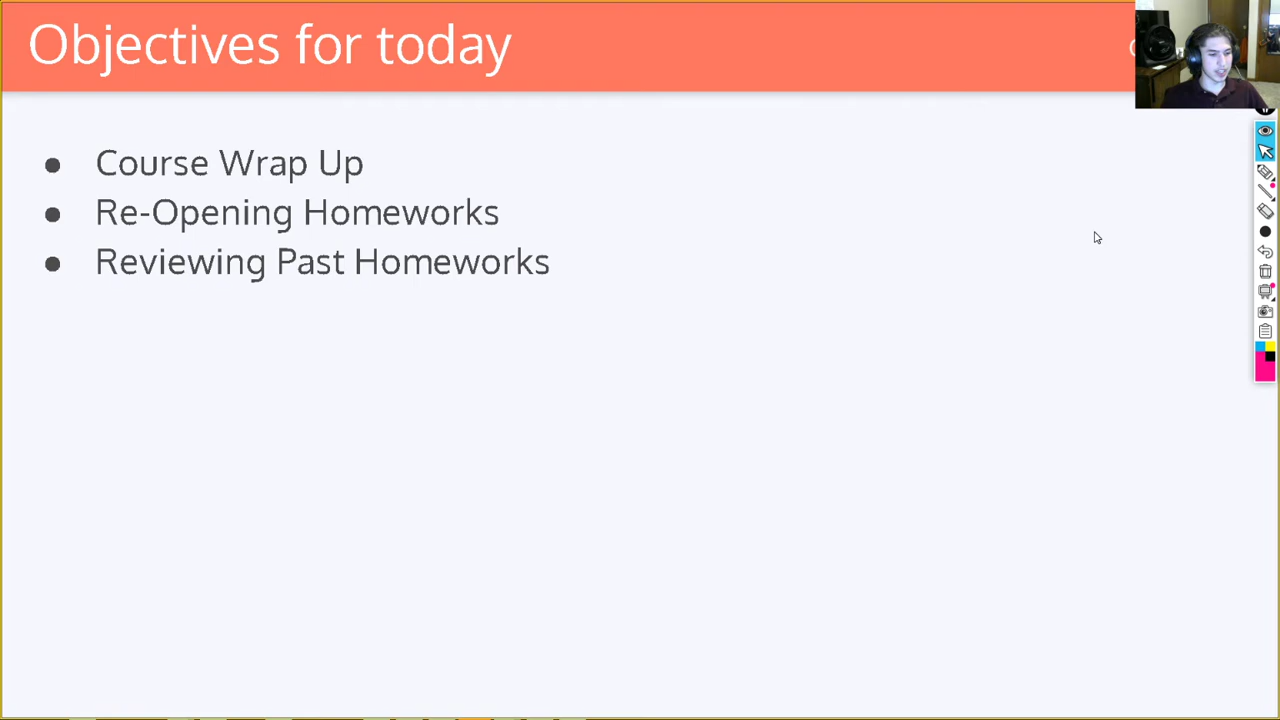 Objectives for today
● Course Wrap Up
● Re-Opening Homeworks
● Reviewing Past Homeworks